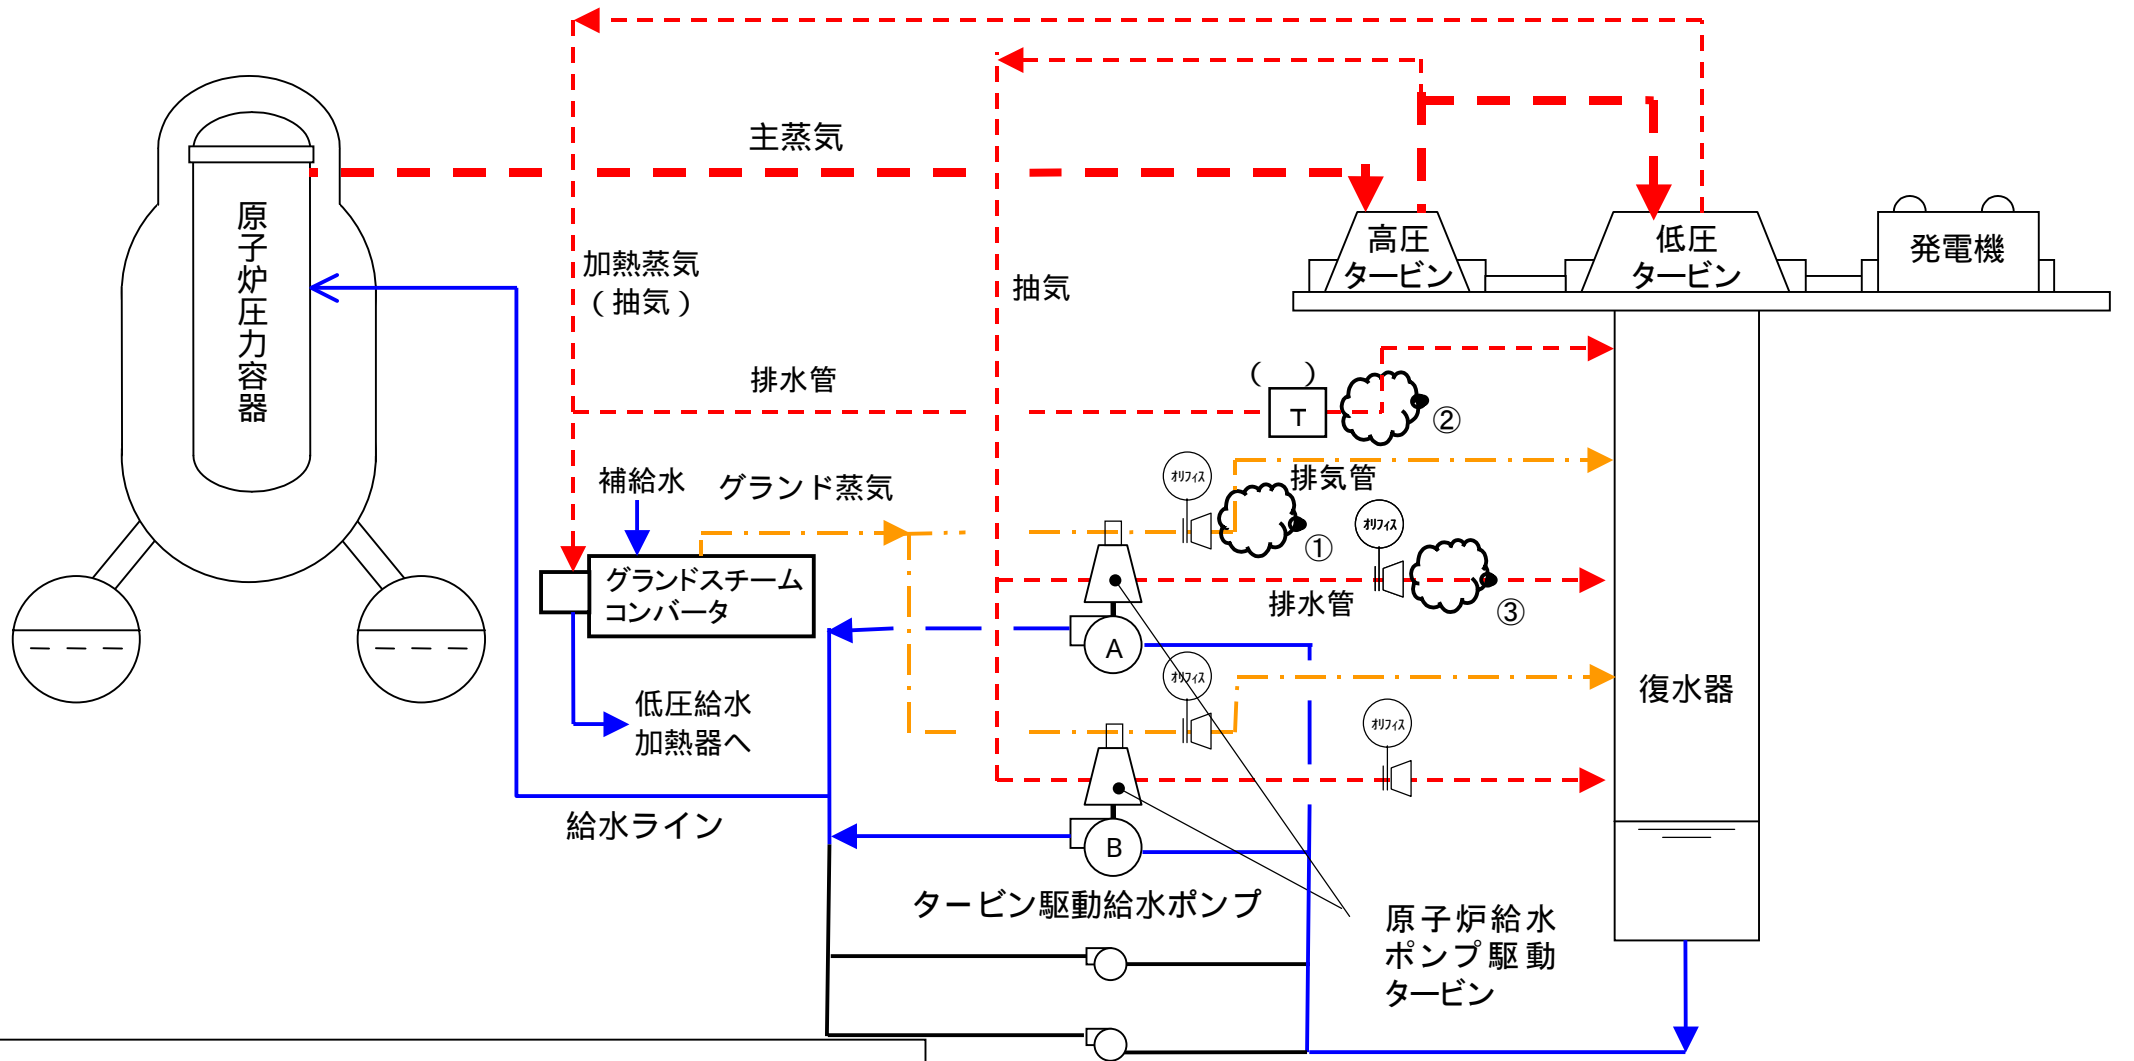 主蒸気
原子炉圧力容器
加熱蒸気
（抽気）
抽気
高圧
タービン
低圧
タービン
発電機
排水管
（　）
T
②
補給水
グランド蒸気
オリフィス
排気管
オリフィス
①
グランドスチーム
コンバータ
排水管
③
A
オリフィス
低圧給水
加熱器へ
復水器
オリフィス
給水ライン
B
タービン駆動給水ポンプ
原子炉給水
ポンプ駆動
タービン